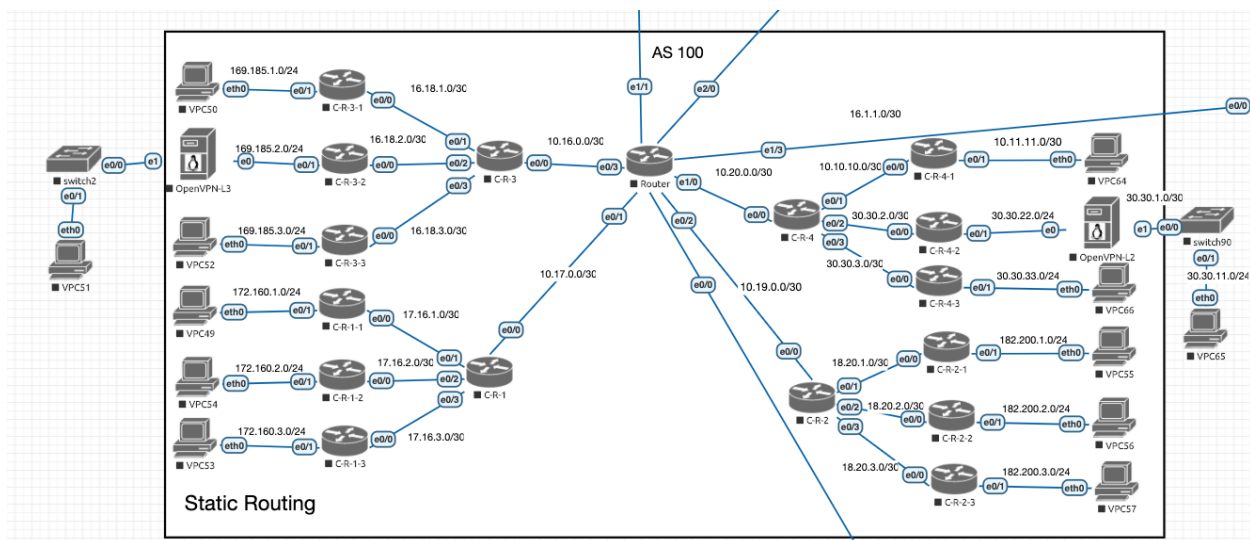 AS 100
e1/1
e2/0
169.185.1.0/24
eth0
e0/1
VPC50
C-R-3-1
e0/0
16.18.1.0/30
e0/1
16.1.1.0/30
e0/0
e1/3
switch2
e0/0
e1
OpenVPN-L3
e0
169.185.2.0/24
e0/1
C-R-3-2
e0/0
16.18.2.0/30
e0/2
C-R-3
e0/0
10.16.0.0/30
e0/3
Router
e1/0
10.20.0.0/30
10.10.10.0/30
e0/0
C-R-4-1
e0/1
10.11.11.0/30
eth0
VPC64
e0/1
eth0
VPC51
e0/3
16.18.3.0/30
e0/0
169.185.3.0/24
eth0
e0/1
VPC52
C-R-3-3
e0/1
e0/2
e0/0
C-R-4
e0/1
e0/2
e0/3
30.30.2.0/30
e0/0
C-R-4-2
e0/1
30.30.22.0/24
e0
OpenVPN-L2
30.30.1.0/30
e1
e0/0
switch90
e0/1
30.30.11.0/24
eth0
VPC65
30.30.3.0/30
e0/0
C-R-4-3
e0/1
30.30.33.0/24
eth0
VPC66
10.17.0.0/30
e0/0
10.19.0.0/30
172.160.1.0/24
eth0
e0/1
VPC49
C-R-1-1
e0/0
17.16.1.0/30
e0/0
e0/1
172.160.2.0/24
eth0
e0/1
VPC54
C-R-1-2
e0/0
17.16.2.0/30
e0/2
C-R-1
e0/3
172.160.3.0/24
eth0
e0/1
VPC53
C-R-1-3
e0/0
17.16.3.0/30
e0/0
C-R-2
e0/1
18.20.1.0/30
e0/0
C-R-2-1
e0/1
182.200.1.0/24
eth0
VPC55
e0/2
18.20.2.0/30
e0/0
C-R-2-2
e0/1
182.200.2.0/24
eth0
VPC56
e0/3
18.20.3.0/30
e0/0
C-R-2-3
e0/1
182.200.3.0/24
eth0
VPC57
Static Routing